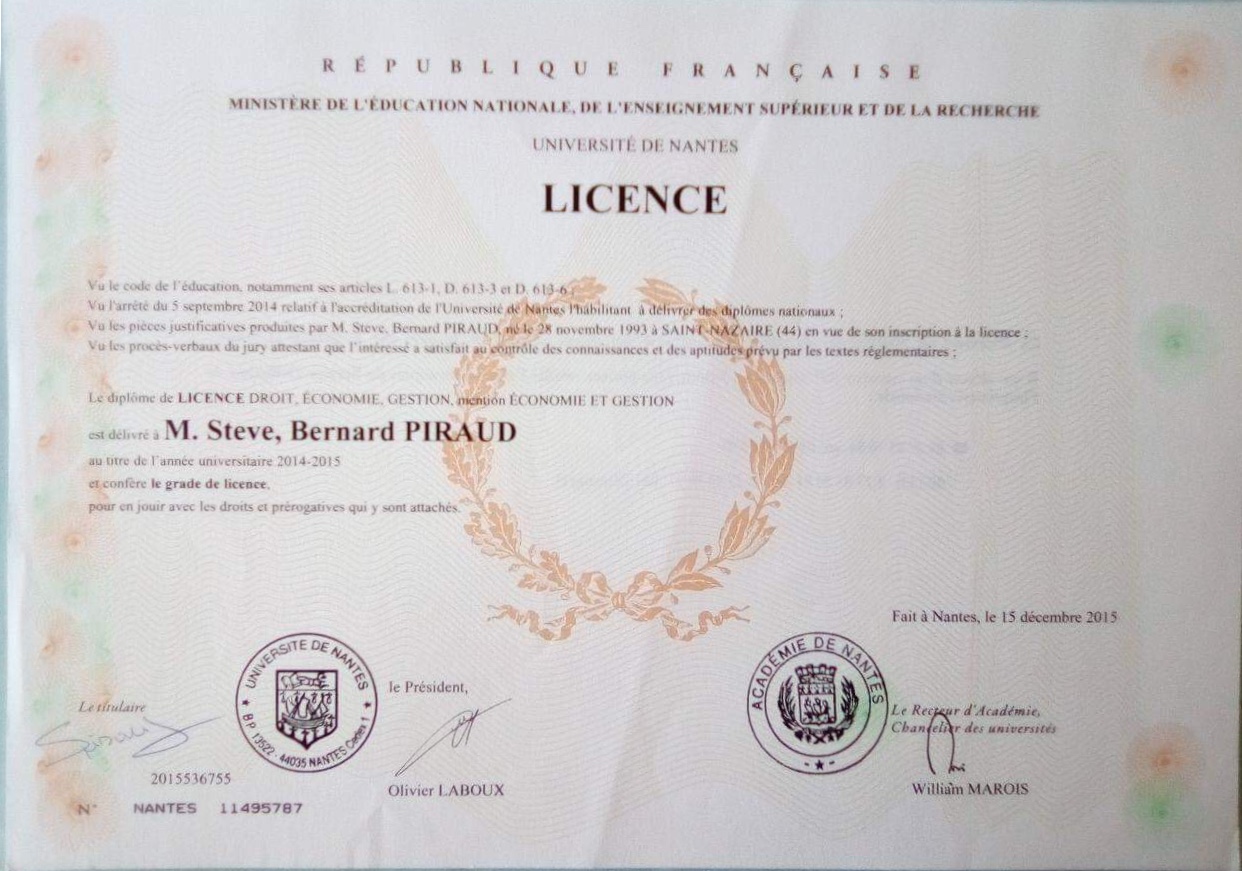 RÉPUBLIQUE FRANÇAISE
MINISTÈRE DE L'ÉDUCATION NATIONALE, DE L'ENSEIGNEMENT SUPÉRIEUR ET DE LA RECHERCHE
UNIVERSITÉ DE NANTES
LICENCE
Vu le code de l'éducation, notamment ses articles L. 613-1, D. 613-3 et D. 613-6 ;
Vu l'arrêté du 5 septembre 2014 relatif à l'accréditation de l'Université de Nantes l'habilitant à délivrer des diplômes nationaux ;
Vu les pièces justificatives produites par M. Steve, Bernard PIRAUD, né le 28 novembre 1993 à SAINT-NAZAIRE (44) en vue de son inscription à la licence ;
Vu les procès-verbaux du jury attestant que l'intéressé a satisfait au contrôle des connaissances et des aptitudes prévu par les textes réglementaires ;
Le diplôme de LICENCE DROIT, ÉCONOMIE, GESTION, mention ÉCONOMIE ET GESTION
est délivré à M. Steve, Bernard PIRAUD
au titre de l'année universitaire 2014-2015
et confère le grade de licence,
pour en jouir avec les droits et prérogatives qui y sont attachés.
Fait à Nantes, le 15 décembre 2015
UNIVERSITE DE NANTES
★ BP 13522 - 44035 NANTES Cedex 1 ★
ACADÉMIE DE NANTES
- ★ -
le Président,
Le titulaire
Le Recteur d'Académie,
Chancelier des universités
2015536755
Olivier LABOUX
William MAROIS
N° NANTES 11495787